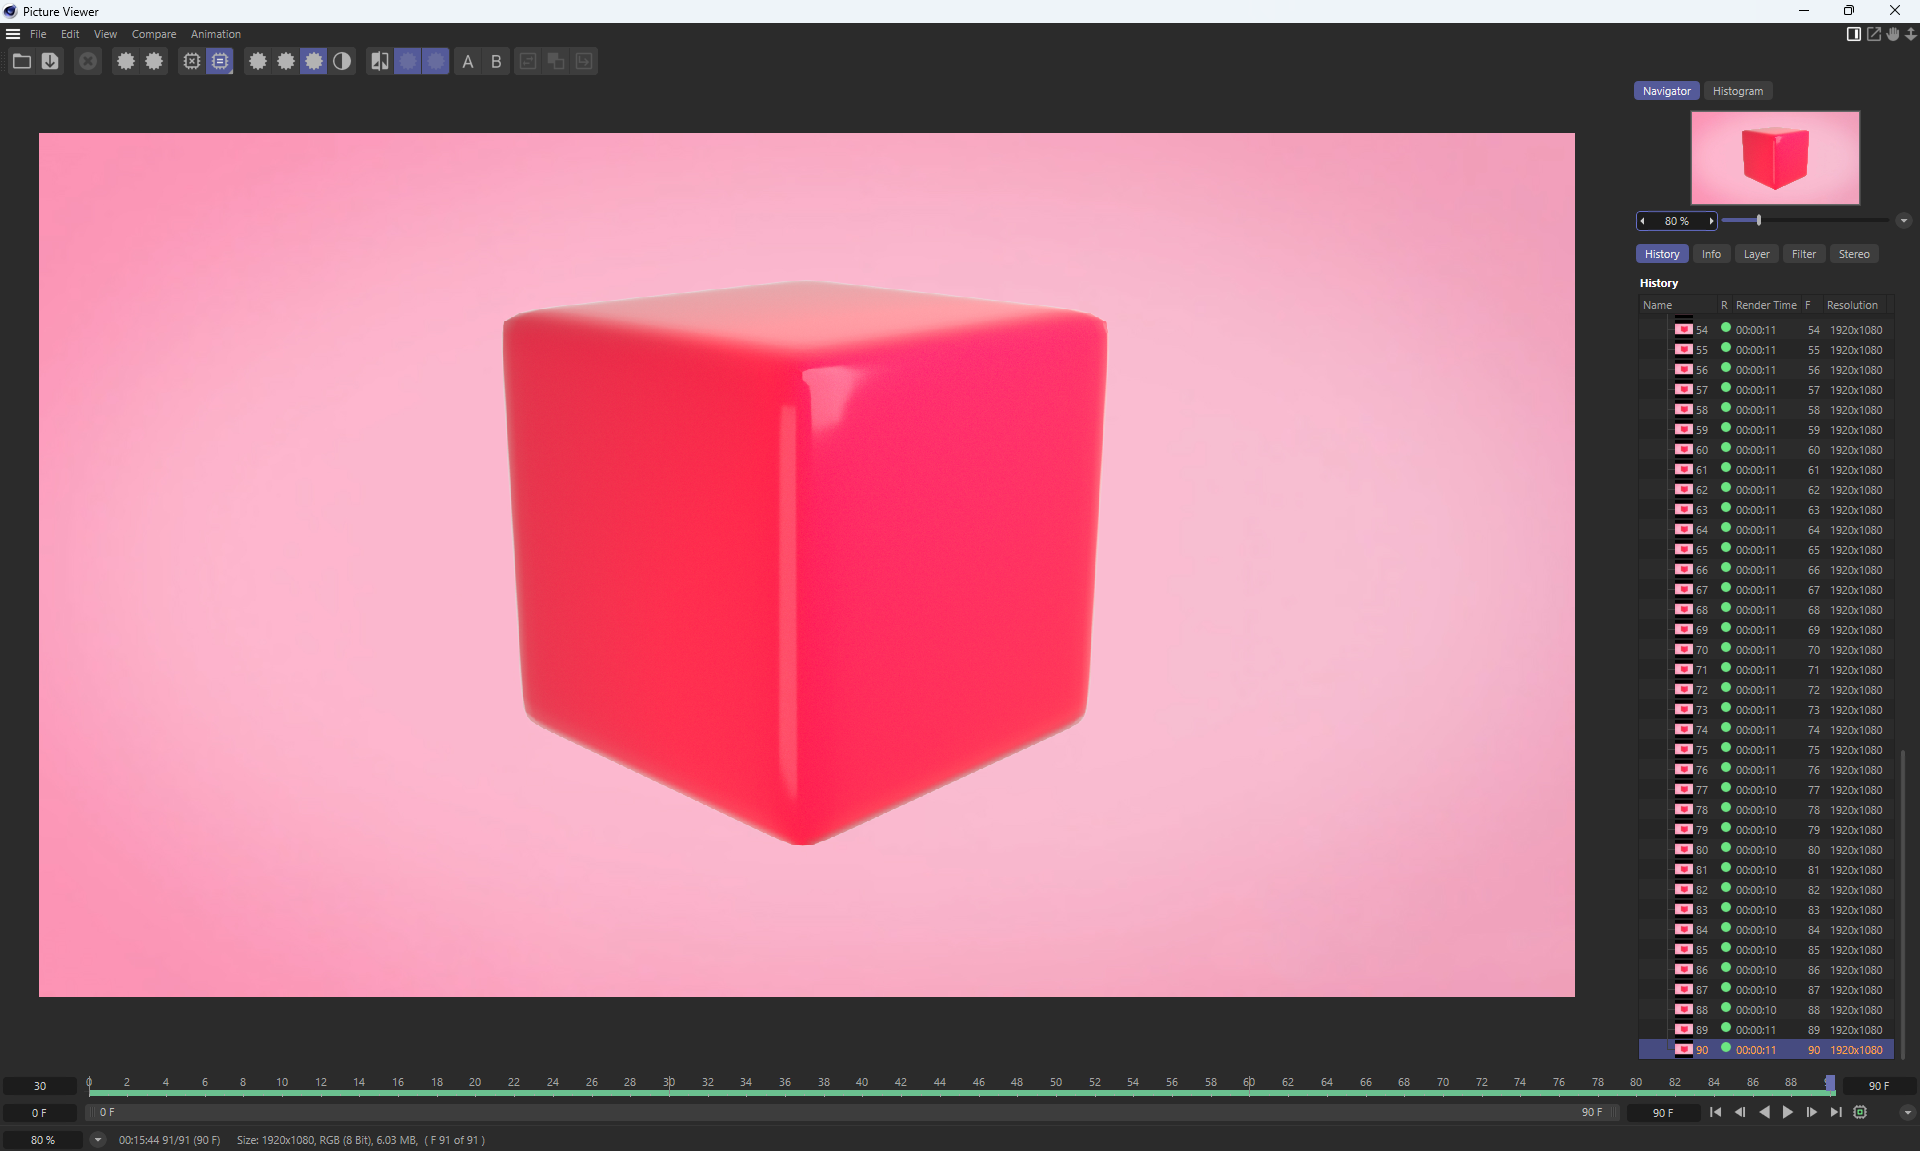 Picture Viewer
File Edit View Compare Animation
A B
Navigator Histogram
80 %
History Info Layer Filter Stereo
History
Name R Render Time F Resolution
54 00:00:11 54 1920x1080
55 00:00:11 55 1920x1080
56 00:00:11 56 1920x1080
57 00:00:11 57 1920x1080
58 00:00:11 58 1920x1080
59 00:00:11 59 1920x1080
60 00:00:11 60 1920x1080
61 00:00:11 61 1920x1080
62 00:00:11 62 1920x1080
63 00:00:11 63 1920x1080
64 00:00:11 64 1920x1080
65 00:00:11 65 1920x1080
66 00:00:11 66 1920x1080
67 00:00:11 67 1920x1080
68 00:00:11 68 1920x1080
69 00:00:11 69 1920x1080
70 00:00:11 70 1920x1080
71 00:00:11 71 1920x1080
72 00:00:11 72 1920x1080
73 00:00:11 73 1920x1080
74 00:00:11 74 1920x1080
75 00:00:11 75 1920x1080
76 00:00:11 76 1920x1080
77 00:00:10 77 1920x1080
78 00:00:10 78 1920x1080
79 00:00:10 79 1920x1080
80 00:00:10 80 1920x1080
81 00:00:10 81 1920x1080
82 00:00:10 82 1920x1080
83 00:00:10 83 1920x1080
84 00:00:10 84 1920x1080
85 00:00:10 85 1920x1080
86 00:00:10 86 1920x1080
87 00:00:10 87 1920x1080
88 00:00:10 88 1920x1080
89 00:00:11 89 1920x1080
90 00:00:11 90 1920x1080
30 0 2 4 6 8 10 12 14 16 18 20 22 24 26 28 30 32 34 36 38 40 42 44 46 48 50 52 54 56 58 60 62 64 66 68 70 72 74 76 78 80 82 84 86 88 90 F
0 F 0 F 90 F 90 F
80 % 00:15:44 91/91 (90 F) Size: 1920x1080, RGB (8 Bit), 6.03 MB, ( F 91 of 91 )